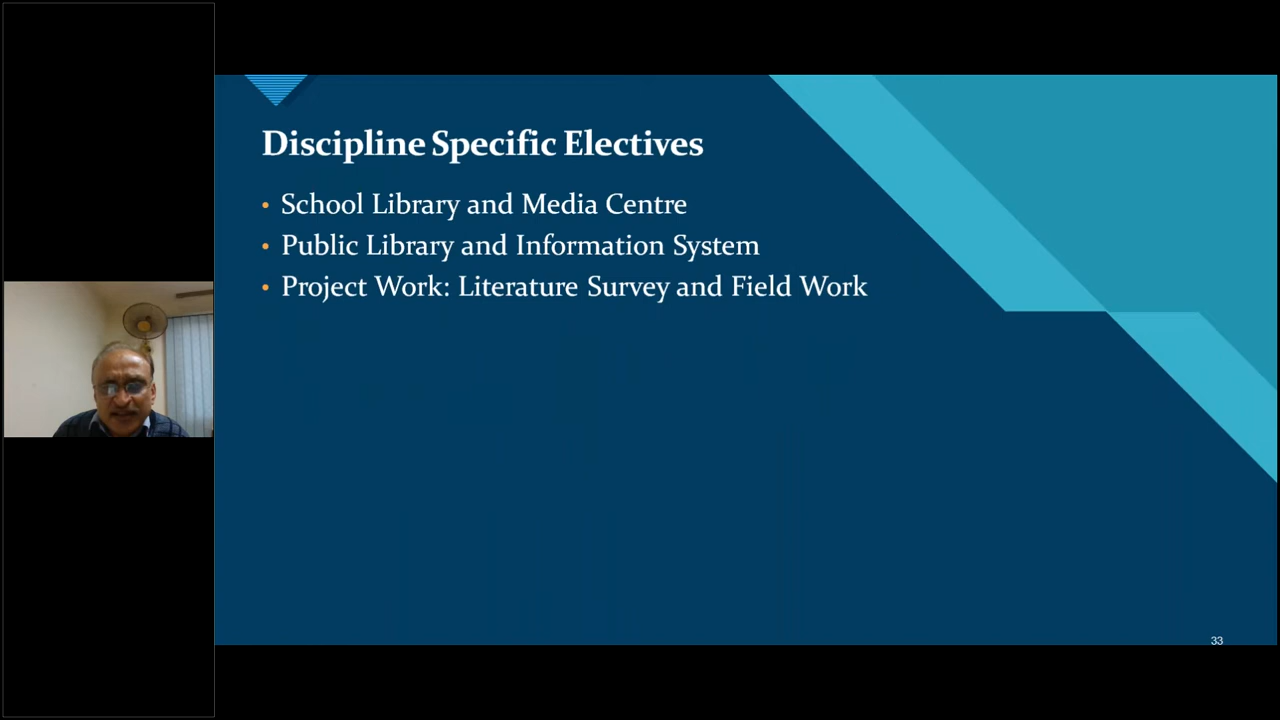 Discipline Specific Electives
• School Library and Media Centre
• Public Library and Information System
• Project Work: Literature Survey and Field Work
33